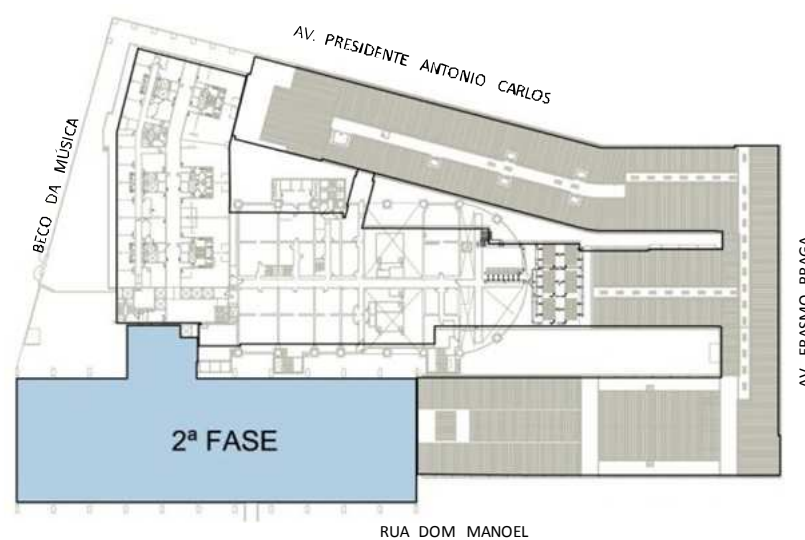 AV. PRESIDENTE ANTONIO CARLOS
BECO DA MÚSICA
AV. ERASMO BRAGA
2ª FASE
RUA DOM MANOEL